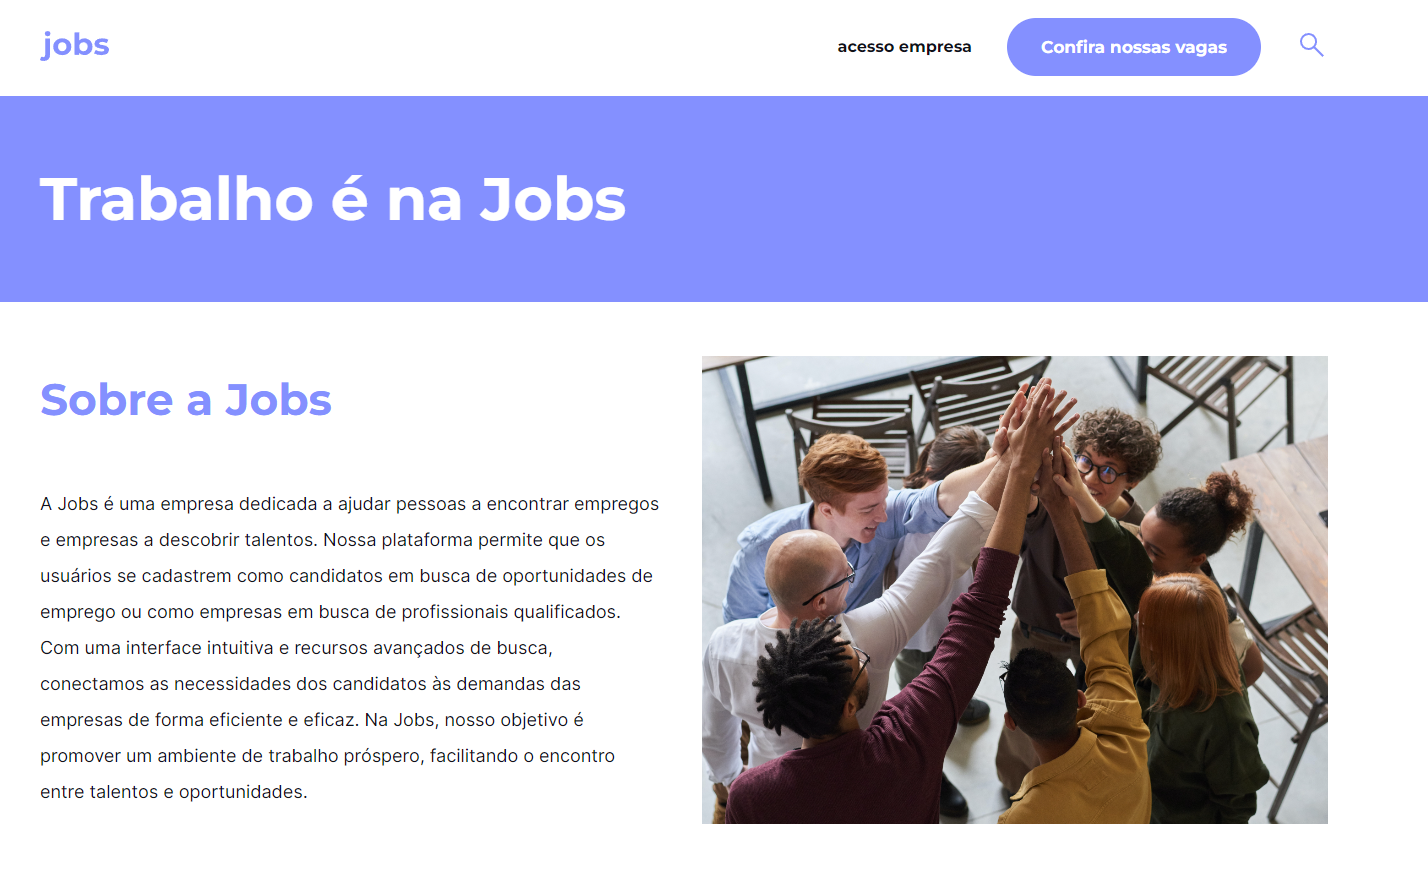 jobs
acesso empresa
Confira nossas vagas
Trabalho é na Jobs
Sobre a Jobs
A Jobs é uma empresa dedicada a ajudar pessoas a encontrar empregos
e empresas a descobrir talentos. Nossa plataforma permite que os
usuários se cadastrem como candidatos em busca de oportunidades de
emprego ou como empresas em busca de profissionais qualificados.
Com uma interface intuitiva e recursos avançados de busca,
conectamos as necessidades dos candidatos às demandas das
empresas de forma eficiente e eficaz. Na Jobs, nosso objetivo é
promover um ambiente de trabalho próspero, facilitando o encontro
entre talentos e oportunidades.